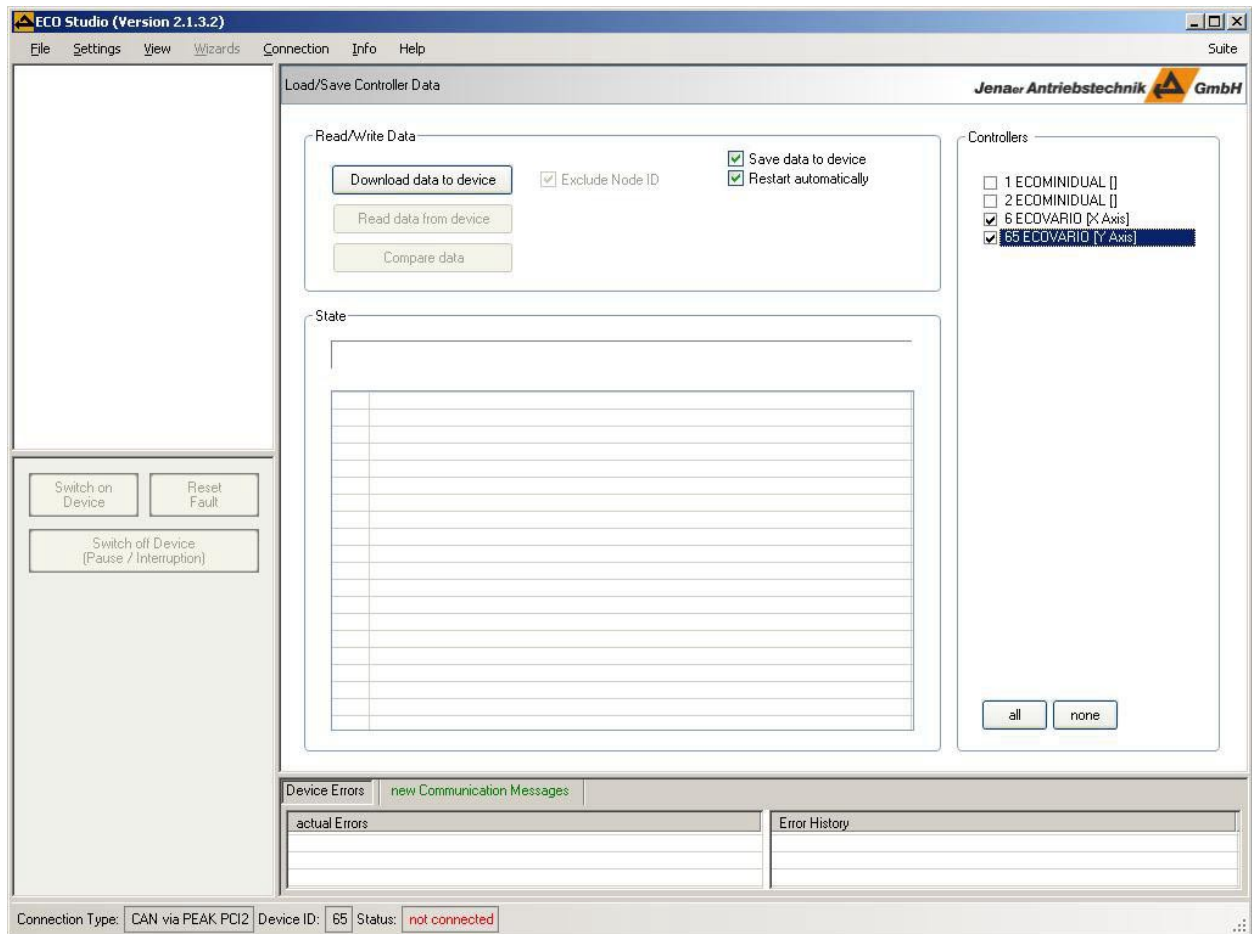 ECO Studio (Version 2.1.3.2)
File Settings View Wizards Connection Info Help Suite
Load/Save Controller Data
Jenaer Antriebstechnik GmbH
Read/Write Data
Download data to device
Exclude Node ID
Save data to device
Restart automatically
Read data from device
Compare data
Controllers
1 ECOMINIDUAL []
2 ECOMINIDUAL []
6 ECOVARIO [X Axis]
65 ECOVARIO [Y Axis]
all none
State
Switch on
Device
Reset
Fault
Switch off Device
(Pause / Interruption)
Device Errors new Communication Messages
actual Errors Error History
Connection Type: CAN via PEAK PCI2 Device ID: 65 Status: not connected